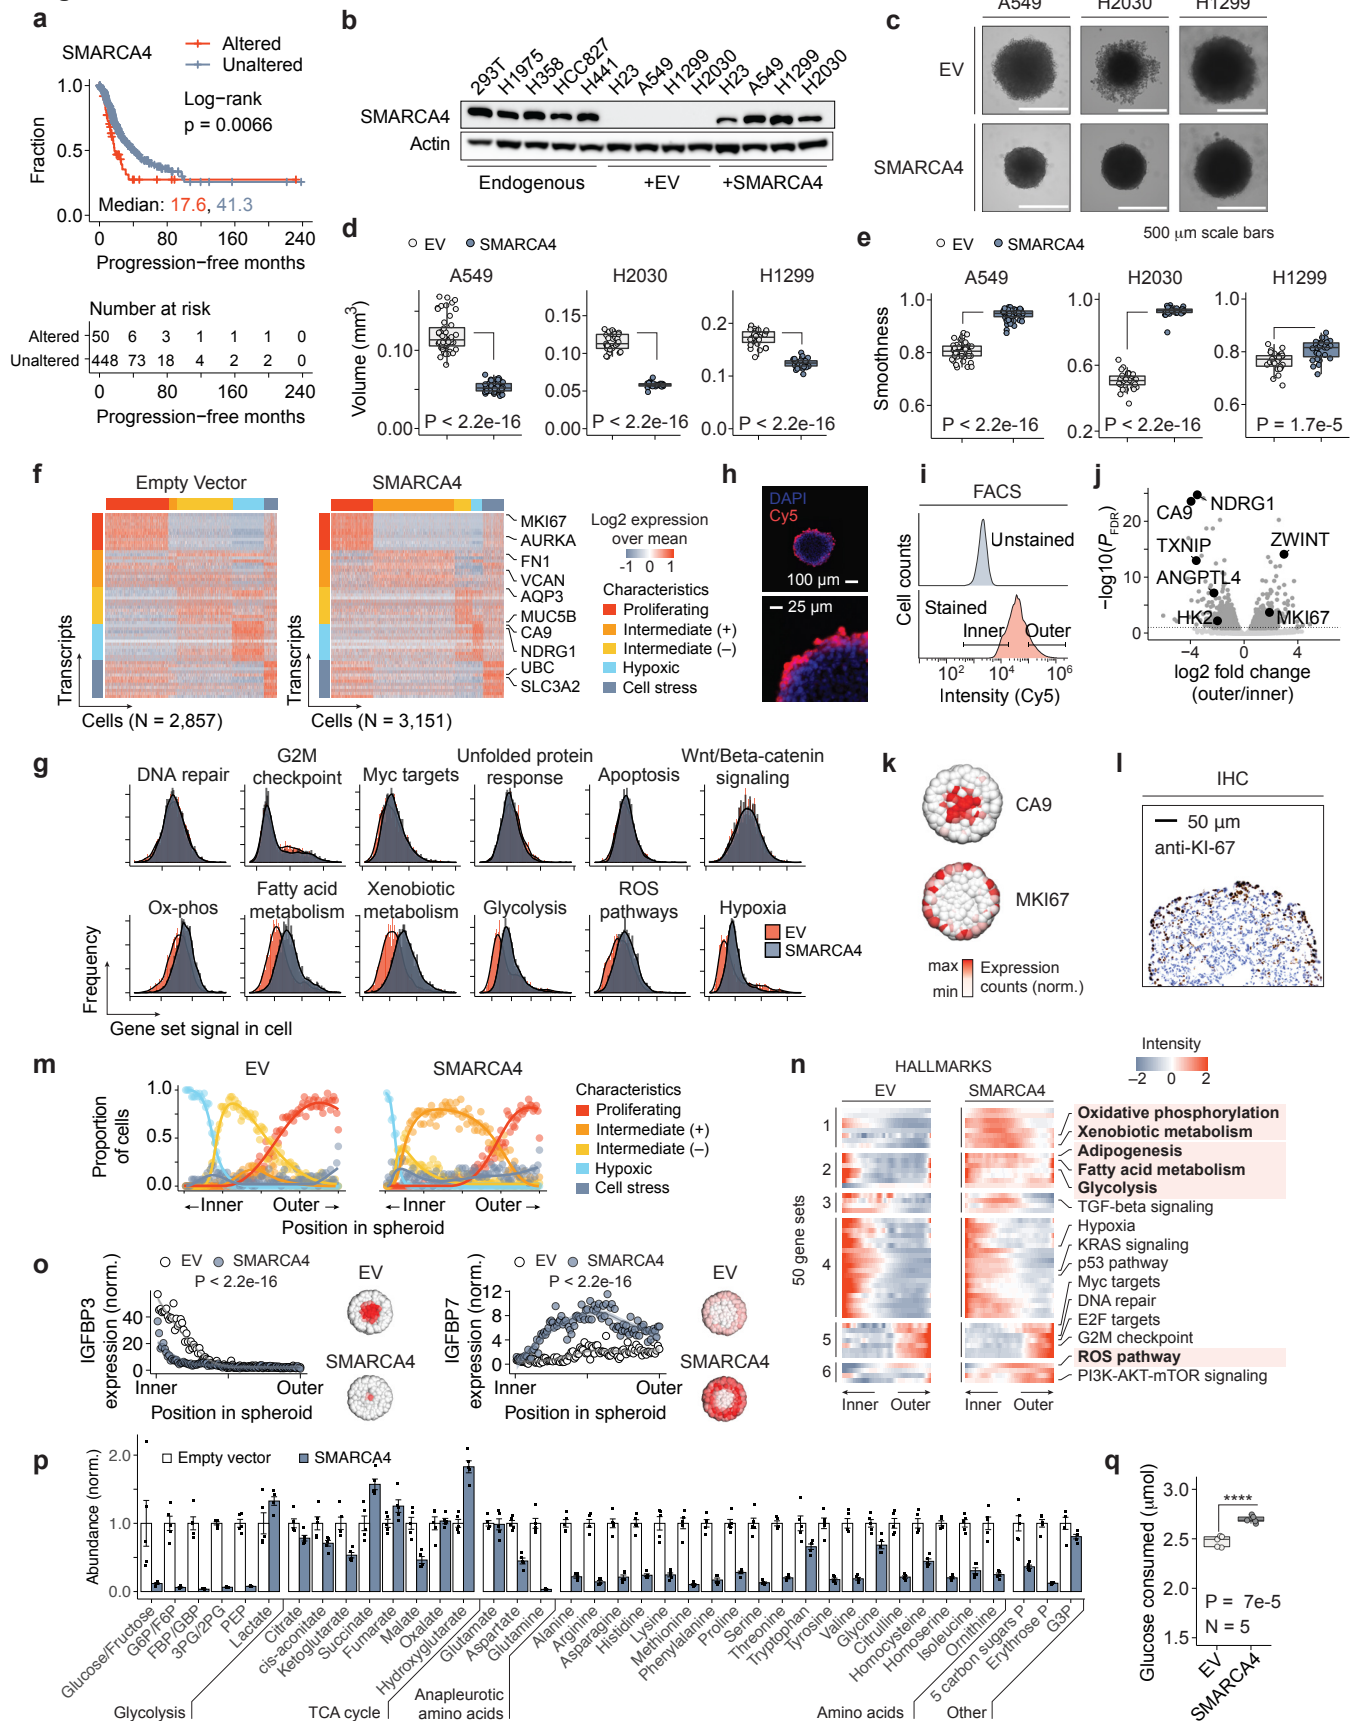 a
SMARCA4
Altered
Unaltered
Log−rank
p = 0.0066
Fraction
1.0
0.5
0.0
Median: 17.6, 41.3
0 80 160 240
Progression−free months
Number at risk
Altered 50 6 3 1 1 1 0
Unaltered 448 73 18 4 2 2 0
0 80 160 240
Progression−free months
b
293T H1975 H358 HCC827 H441 H23 A549 H1299 H2030 H23 A549 H1299 H2030
SMARCA4
Actin
Endogenous +EV +SMARCA4
c
A549 H2030 H1299
EV
SMARCA4
500 µm scale bars
d
EV SMARCA4
A549 H2030 H1299
Volume (mm³)
0.10
0.00
P < 2.2e-16
0.15
0.10
0.05
0.00
P < 2.2e-16
0.2
0.1
0.0
P < 2.2e-16
e
EV SMARCA4
A549 H2030 H1299
Smoothness
1.0
0.8
0.6
P < 2.2e-16
1.0
0.6
0.2
P < 2.2e-16
1.0
0.8
0.6
P = 1.7e-5
f
Empty Vector SMARCA4
Transcripts
Cells (N = 2,857)
Transcripts
Cells (N = 3,151)
MKI67
AURKA
FN1
VCAN
AQP3
MUC5B
CA9
NDRG1
UBC
SLC3A2
Log2 expression
over mean
-1 0 1
Characteristics
Proliferating
Intermediate (+)
Intermediate (−)
Hypoxic
Cell stress
h
DAPI
Cy5
100 µm
25 µm
i
FACS
Cell counts
Unstained
Stained
Inner Outer
10² 10⁴ 10⁶
Intensity (Cy5)
j
−log10(P_FDR)
20
10
0
CA9 NDRG1
TXNIP ZWINT
ANGPTL4
HK2 MKI67
−4 0 4
log2 fold change
(outer/inner)
g
DNA repair
G2M
checkpoint
Myc targets
Unfolded protein
response
Apoptosis
Wnt/Beta-catenin
signaling
Ox-phos
Fatty acid
metabolism
Xenobiotic
metabolism
Glycolysis
ROS
pathways
Hypoxia
EV
SMARCA4
Frequency
Gene set signal in cell
k
CA9
MKI67
max
min
Expression
counts (norm.)
l
IHC
50 µm
anti-KI-67
m
EV SMARCA4
Proportion
of cells
1.0
0.5
0.0
Inner Outer Inner Outer
Position in spheroid
Characteristics
Proliferating
Intermediate (+)
Intermediate (−)
Hypoxic
Cell stress
n
Intensity
−2 0 2
HALLMARKS
EV SMARCA4
50 gene sets
1
2
3
4
5
6
Oxidative phosphorylation
Xenobiotic metabolism
Adipogenesis
Fatty acid metabolism
Glycolysis
TGF-beta signaling
Hypoxia
KRAS signaling
p53 pathway
Myc targets
DNA repair
E2F targets
G2M checkpoint
ROS pathway
PI3K-AKT-mTOR signaling
Inner Outer Inner Outer
o
EV SMARCA4
P < 2.2e-16
IGFBP3
expression (norm.)
40
20
0
Inner Outer
Position in spheroid
EV
SMARCA4
EV SMARCA4
P < 2.2e-16
IGFBP7
expression (norm.)
12
8
4
0
Inner Outer
Position in spheroid
EV
SMARCA4
p
Empty vector SMARCA4
Abundance (norm.)
2.0
1.0
0.0
Glucose/Fructose
G6P/F6P
FBP/GBP
3PG/2PG
PEP
Lactate
Citrate
cis-aconitate
Ketoglutarate
Succinate
Fumarate
Malate
Oxalate
Hydroxyglutarate
Glutamate
Aspartate
Glutamine
Alanine
Arginine
Asparagine
Histidine
Lysine
Methionine
Phenylalanine
Proline
Serine
Threonine
Tryptophan
Tyrosine
Valine
Glycine
Citrulline
Homocysteine
Homoserine
Isoleucine
Ornithine
5 carbon sugars P
Erythrose P
G3P
Glycolysis
TCA cycle
Anapleurotic
amino acids
Amino acids
Other
q
Glucose consumed (µmol)
3.0
2.5
2.0
1.5
****
P = 7e-5
N = 5
EV
SMARCA4